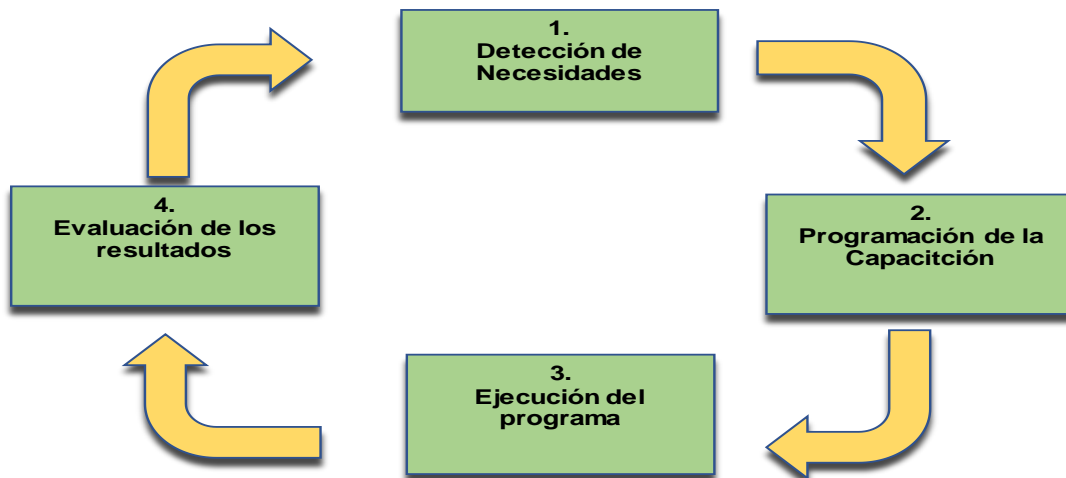 1.
Detección de
Necesidades
2.
Programación de la
Capacitción
3.
Ejecución del
programa
4.
Evaluación de los
resultados